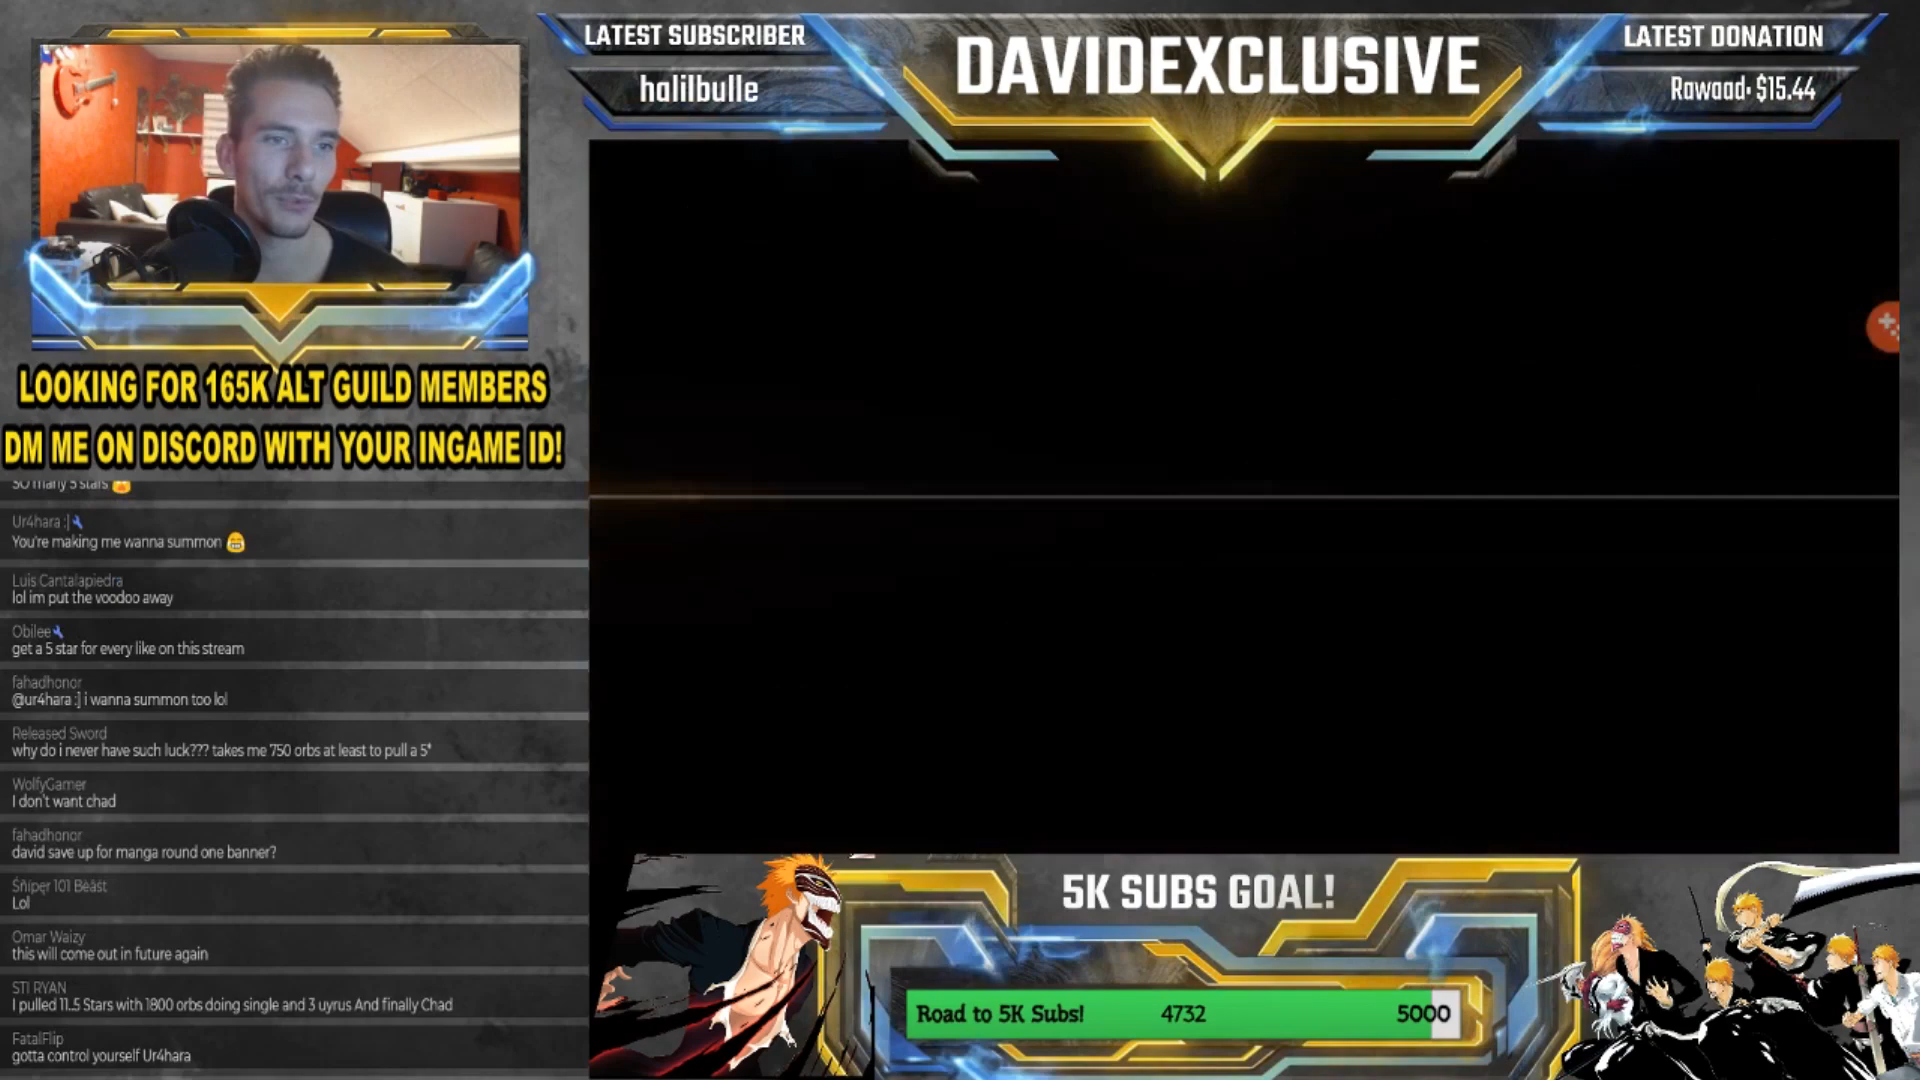 LATEST SUBSCRIBER
halilbulle
DAVIDEXCLUSIVE
LATEST DONATION
Rawaad• $15.44
LOOKING FOR 165K ALT GUILD MEMBERS
DM ME ON DISCORD WITH YOUR INGAME ID!
SO many 5 stars
Ur4hara :]
You're making me wanna summon 😁
Luis Cantalapiedra
lol im put the voodoo away
Obilee
get a 5 star for every like on this stream
fahadhonor
@ur4hara :] i wanna summon too lol
Released Sword
why do i never have such luck??? takes me 750 orbs at least to pull a 5*
WolfyGamer
I don't want chad
fahadhonor
david save up for manga round one banner?
101
Lol
Omar Waizy
this will come out in future again
STI RYAN
I pulled 11..5 Stars with 1800 orbs doing single and 3 uyrus And finally Chad
FatalFlip
gotta control yourself Ur4hara
5K SUBS GOAL!
Road to 5K Subs! 4732 5000